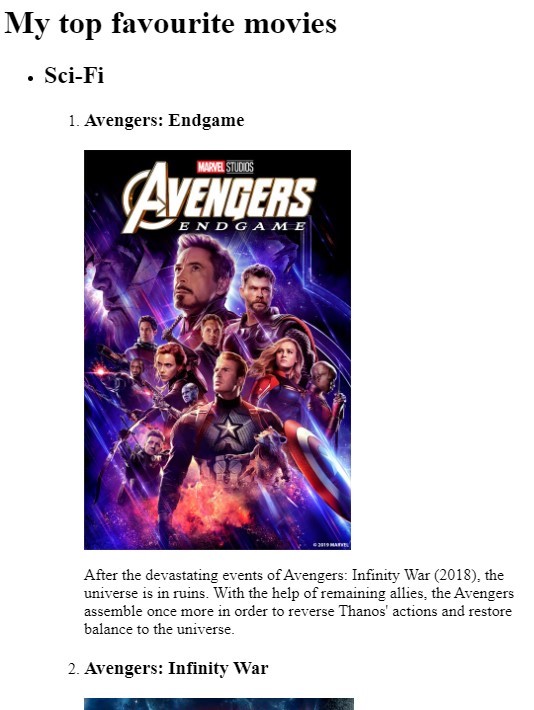 My top favourite movies
• Sci-Fi
1. Avengers: Endgame
MARVEL STUDIOS
AVENGERS
ENDGAME
© 2019 MARVEL
After the devastating events of Avengers: Infinity War (2018), the
universe is in ruins. With the help of remaining allies, the Avengers
assemble once more in order to reverse Thanos' actions and restore
balance to the universe.
2. Avengers: Infinity War